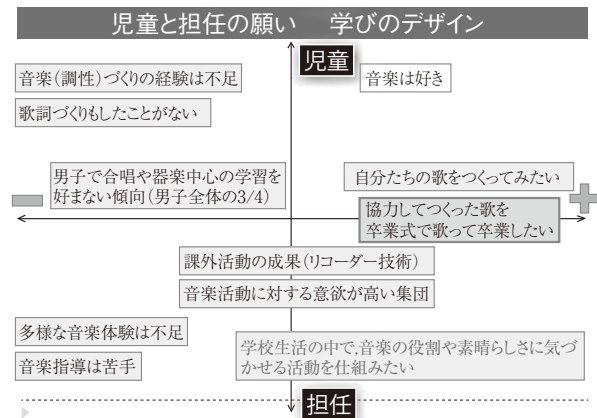 児童と担任の願い　学びのデザイン
児童
音楽(調性)づくりの経験は不足
音楽は好き
歌詞づくりもしたことがない
男子で合唱や器楽中心の学習を
好まない傾向(男子全体の3/4)
自分たちの歌をつくってみたい
協力してつくった歌を
卒業式で歌って卒業したい
課外活動の成果(リコーダー技術)
音楽活動に対する意欲が高い集団
多様な音楽体験は不足
音楽指導は苦手
学校生活の中で,音楽の役割や素晴らしさに気づ
かせる活動を仕組みたい
担任